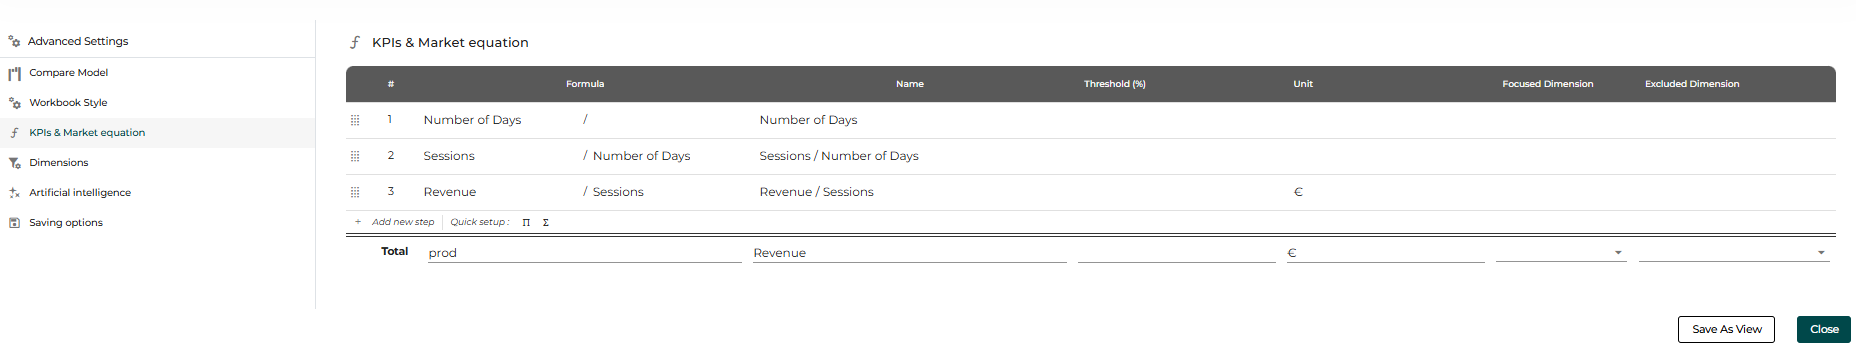 Advanced Settings
Compare Model
Workbook Style
KPIs & Market equation
Dimensions
Artificial intelligence
Saving options
KPIs & Market equation
# Formula Name Threshold (%) Unit Focused Dimension Excluded Dimension
1 Number of Days / Number of Days
2 Sessions / Number of Days Sessions / Number of Days
3 Revenue / Sessions Revenue / Sessions €
+ Add new step Quick setup : Π Σ
Total prod Revenue €
Save As View Close